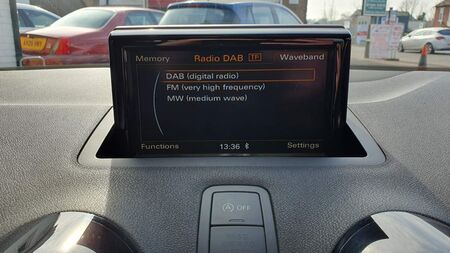 Memory Radio DAB TP Waveband
DAB (digital radio)
FM (very high frequency)
MW (medium wave)
Functions 13:36 Settings
OFF